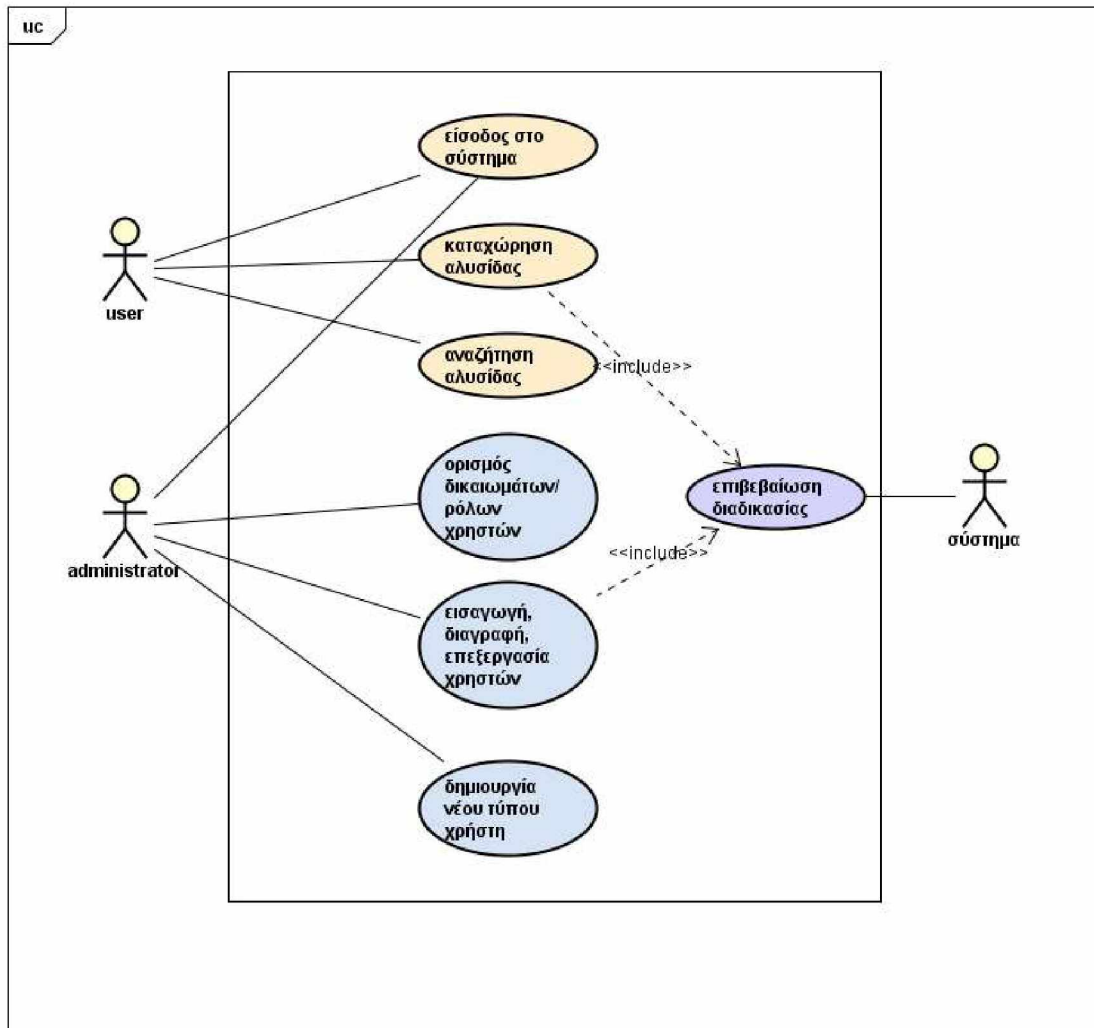 uc
είσοδος στο
σύστημα
καταχώρηση
αλυσίδας
user
αναζήτηση
αλυσίδας
<<include>>
ορισμός
δικαιωμάτων/
ρόλων
χρηστών
επιβεβαίωση
διαδικασίας
σύστημα
administrator
<<include>>
εισαγωγή,
διαγραφή,
επεξεργασία
χρηστών
δημιουργία
νέου τύπου
χρήστη